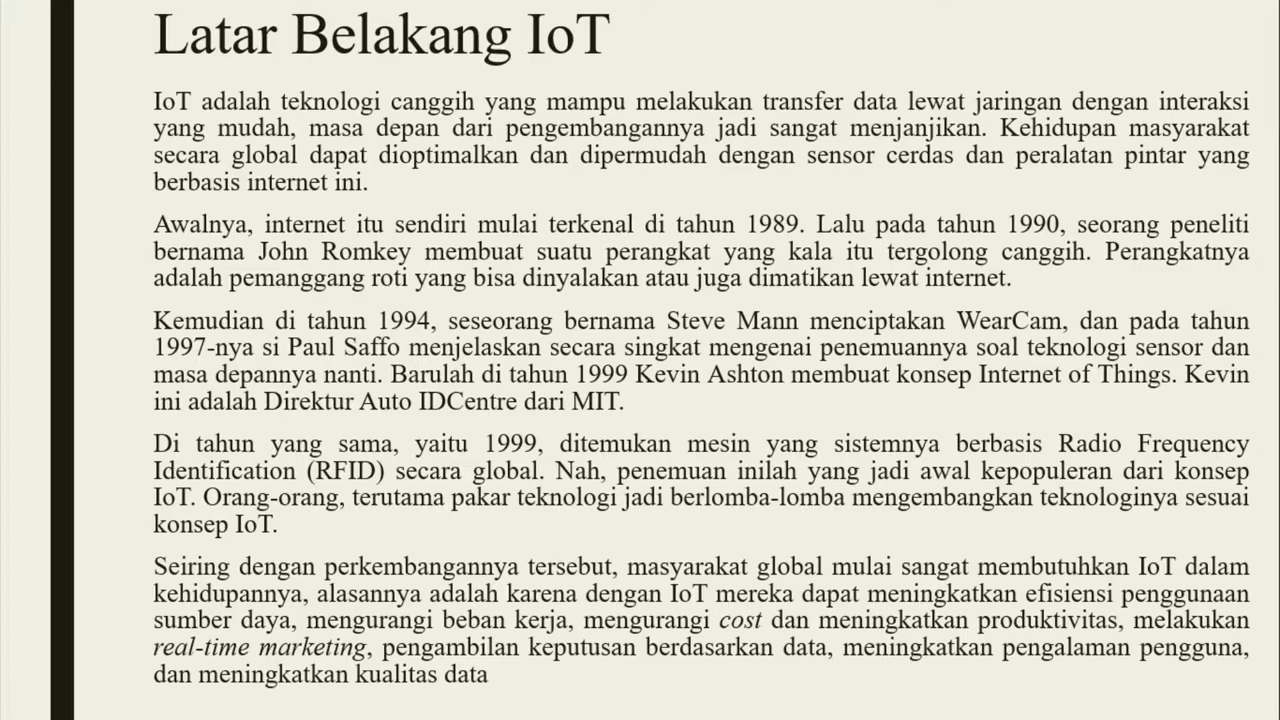 Latar Belakang IoT
IoT adalah teknologi canggih yang mampu melakukan transfer data lewat jaringan dengan interaksi
yang mudah, masa depan dari pengembangannya jadi sangat menjanjikan. Kehidupan masyarakat
secara global dapat dioptimalkan dan dipermudah dengan sensor cerdas dan peralatan pintar yang
berbasis internet ini.
Awalnya, internet itu sendiri mulai terkenal di tahun 1989. Lalu pada tahun 1990, seorang peneliti
bernama John Romkey membuat suatu perangkat yang kala itu tergolong canggih. Perangkatnya
adalah pemanggang roti yang bisa dinyalakan atau juga dimatikan lewat internet.
Kemudian di tahun 1994, seseorang bernama Steve Mann menciptakan WearCam, dan pada tahun
1997-nya si Paul Saffo menjelaskan secara singkat mengenai penemuannya soal teknologi sensor dan
masa depannya nanti. Barulah di tahun 1999 Kevin Ashton membuat konsep Internet of Things. Kevin
ini adalah Direktur Auto IDCentre dari MIT.
Di tahun yang sama, yaitu 1999, ditemukan mesin yang sistemnya berbasis Radio Frequency
Identification (RFID) secara global. Nah, penemuan inilah yang jadi awal kepopuleran dari konsep
IoT. Orang-orang, terutama pakar teknologi jadi berlomba-lomba mengembangkan teknologinya sesuai
konsep IoT.
Seiring dengan perkembangannya tersebut, masyarakat global mulai sangat membutuhkan IoT dalam
kehidupannya, alasannya adalah karena dengan IoT mereka dapat meningkatkan efisiensi penggunaan
sumber daya, mengurangi beban kerja, mengurangi cost dan meningkatkan produktivitas, melakukan
real-time marketing, pengambilan keputusan berdasarkan data, meningkatkan pengalaman pengguna,
dan meningkatkan kualitas data